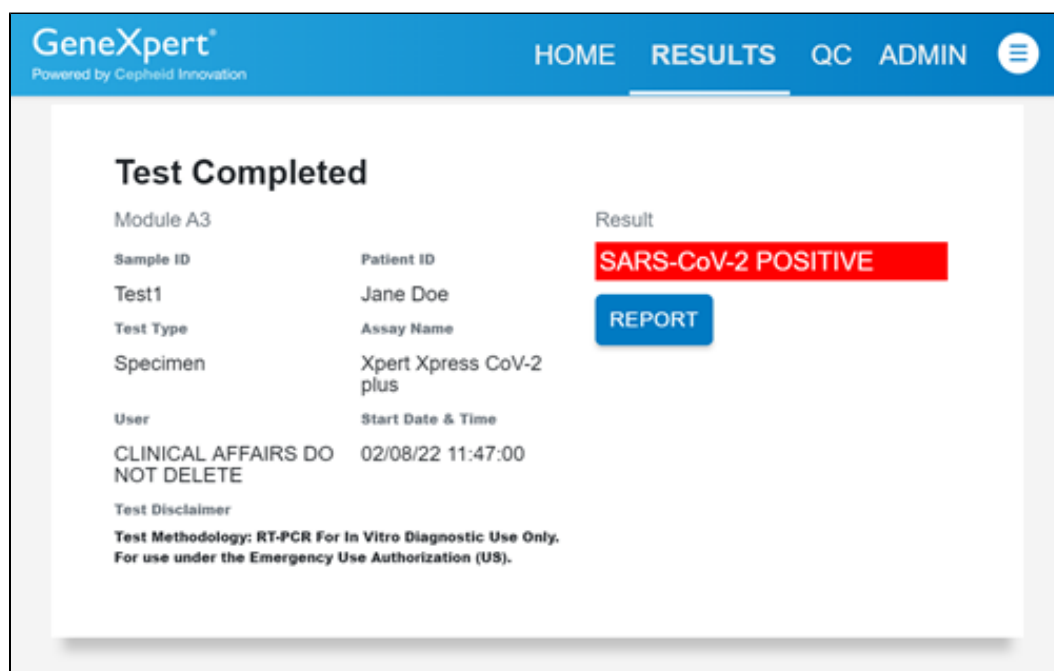 GeneXpert®
Powered by Cepheid Innovation
HOME RESULTS QC ADMIN
Test Completed
Module A3
Result
Sample ID Patient ID
SARS-CoV-2 POSITIVE
Test1 Jane Doe
REPORT
Test Type Assay Name
Specimen Xpert Xpress CoV-2
plus
User Start Date & Time
CLINICAL AFFAIRS DO 02/08/22 11:47:00
NOT DELETE
Test Disclaimer
Test Methodology: RT-PCR For In Vitro Diagnostic Use Only.
For use under the Emergency Use Authorization (US).